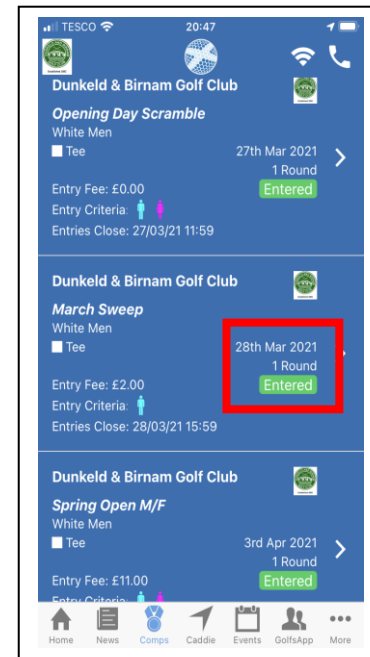 TESCO 20:47
Dunkeld & Birnam Golf Club
Opening Day Scramble
White Men
Tee 27th Mar 2021
1 Round
Entry Fee: £0.00 Entered
Entry Criteria:
Entries Close: 27/03/21 11:59
Dunkeld & Birnam Golf Club
March Sweep
White Men
Tee 28th Mar 2021
1 Round
Entry Fee: £2.00 Entered
Entry Criteria:
Entries Close: 28/03/21 15:59
Dunkeld & Birnam Golf Club
Spring Open M/F
White Men
Tee 3rd Apr 2021
1 Round
Entry Fee: £11.00 Entered
Entry Criteria:
Home News Comps Caddie Events GolfsApp More